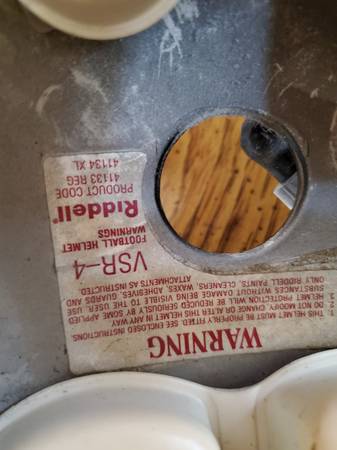 WARNING
1. THIS HELMET MUST BE PROPERLY FITTED. SEE ENCLOSED INSTRUCTIONS.
2. DO NOT MODIFY, CHANGE OR ALTER THIS HELMET IN ANY WAY
3. HELMET PROTECTION WILL BE REDUCED, SERIOUSLY BY SOME APPLIED
SUBSTANCES WITHOUT DAMAGE BEING VISIBLE TO THE USER. USE
ONLY RIDDELL PAINTS, CLEANERS, WAXES, ADHESIVES, GUARDS AND
ATTACHMENTS AS INSTRUCTED.
VSR-4
FOOTBALL HELMET
WARNINGS
Riddell
PRODUCT CODE
41133 REG
41134 XL